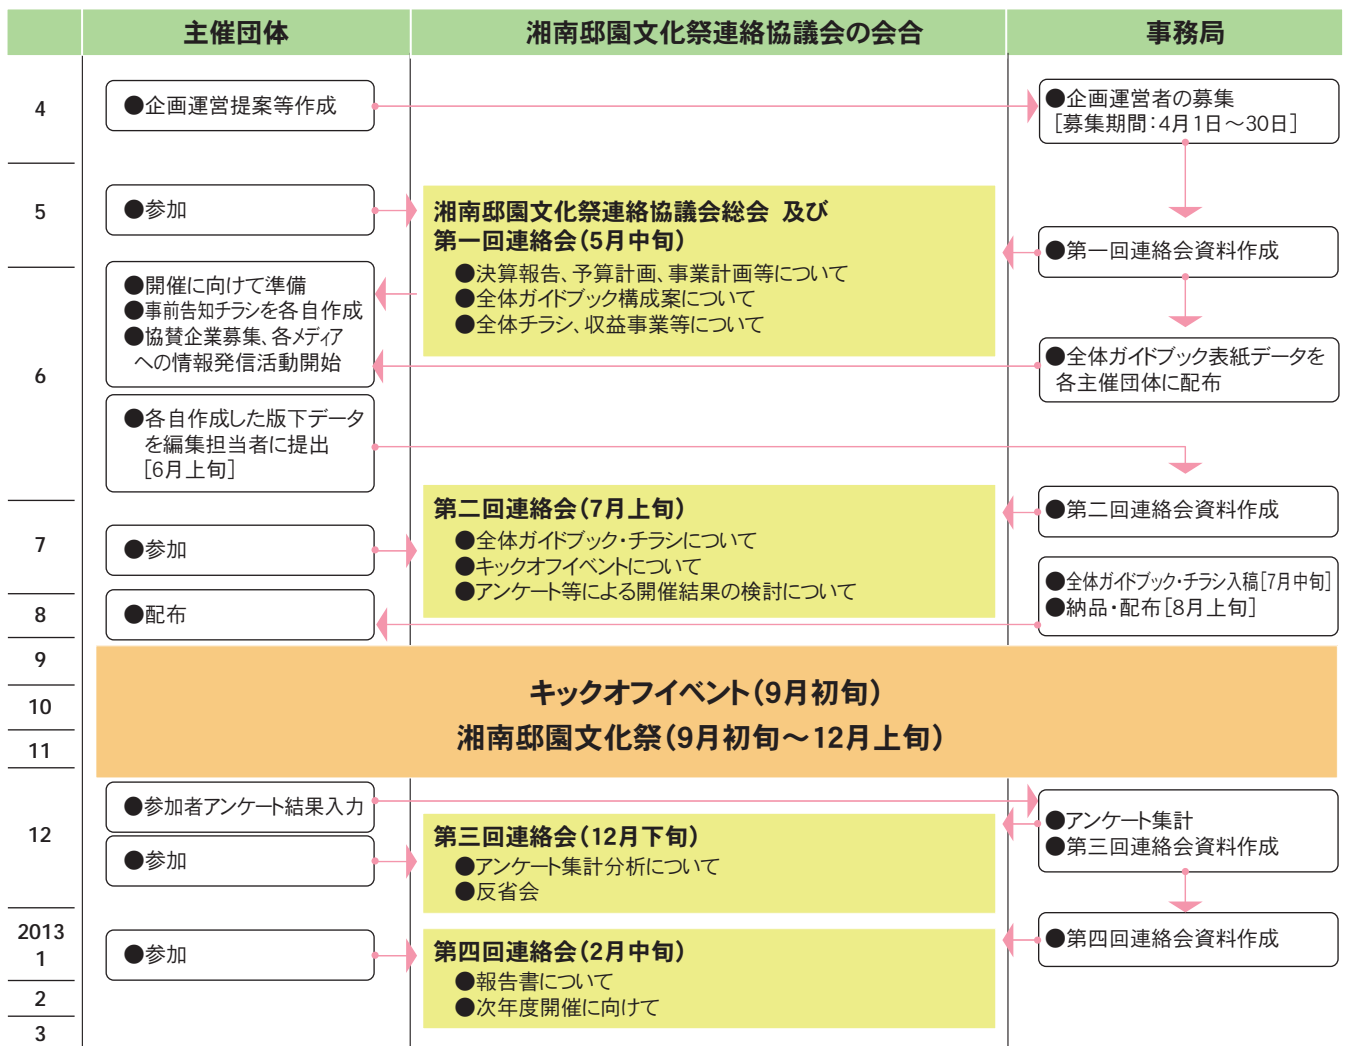 主催団体
湘南邸園文化祭連絡協議会の会合
事務局
4
●企画運営提案等作成
●企画運営者の募集
［募集期間：4月1日～30日］
5
●参加
湘南邸園文化祭連絡協議会総会 及び
第一回連絡会（5月中旬）
●決算報告、予算計画、事業計画等について
●全体ガイドブック構成案について
●全体チラシ、収益事業等について
●第一回連絡会資料作成
6
●開催に向けて準備
●事前告知チラシを各自作成
●協賛企業募集、各メディア
への情報発信活動開始
●全体ガイドブック表紙データを
各主催団体に配布
●各自作成した版下データ
を編集担当者に提出
［6月上旬］
7
●参加
第二回連絡会（7月上旬）
●全体ガイドブック・チラシについて
●キックオフイベントについて
●アンケート等による開催結果の検討について
●第二回連絡会資料作成
●全体ガイドブック・チラシ入稿［7月中旬］
●納品・配布［8月上旬］
8
●配布
9
10
11
キックオフイベント（9月初旬）
湘南邸園文化祭（9月初旬～12月上旬）
12
●参加者アンケート結果入力
●参加
第三回連絡会（12月下旬）
●アンケート集計分析について
●反省会
●アンケート集計
●第三回連絡会資料作成
2013
1
●参加
第四回連絡会（2月中旬）
●報告書について
●次年度開催に向けて
●第四回連絡会資料作成
2
3